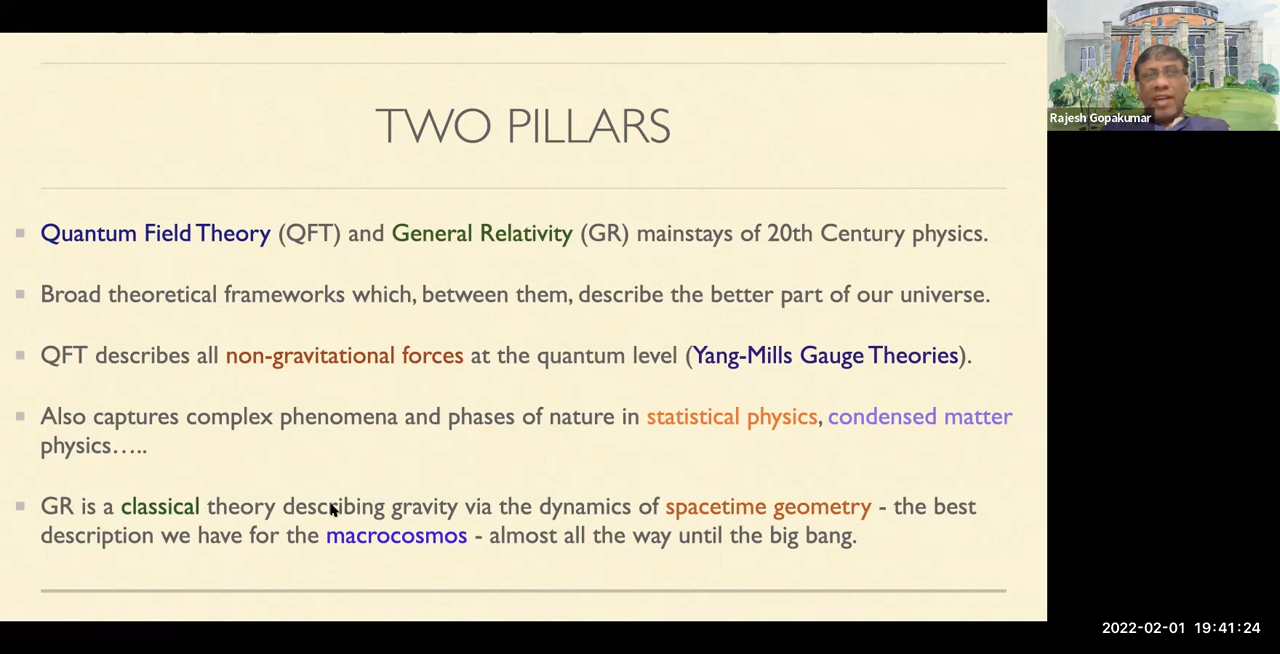 TWO PILLARS
Quantum Field Theory (QFT) and General Relativity (GR) mainstays of 20th Century physics.
Broad theoretical frameworks which, between them, describe the better part of our universe.
QFT describes all non-gravitational forces at the quantum level (Yang-Mills Gauge Theories).
Also captures complex phenomena and phases of nature in statistical physics, condensed matter
physics…..
GR is a classical theory describing gravity via the dynamics of spacetime geometry - the best
description we have for the macrocosmos - almost all the way until the big bang.
Rajesh Gopakumar
2022-02-01 19:41:24